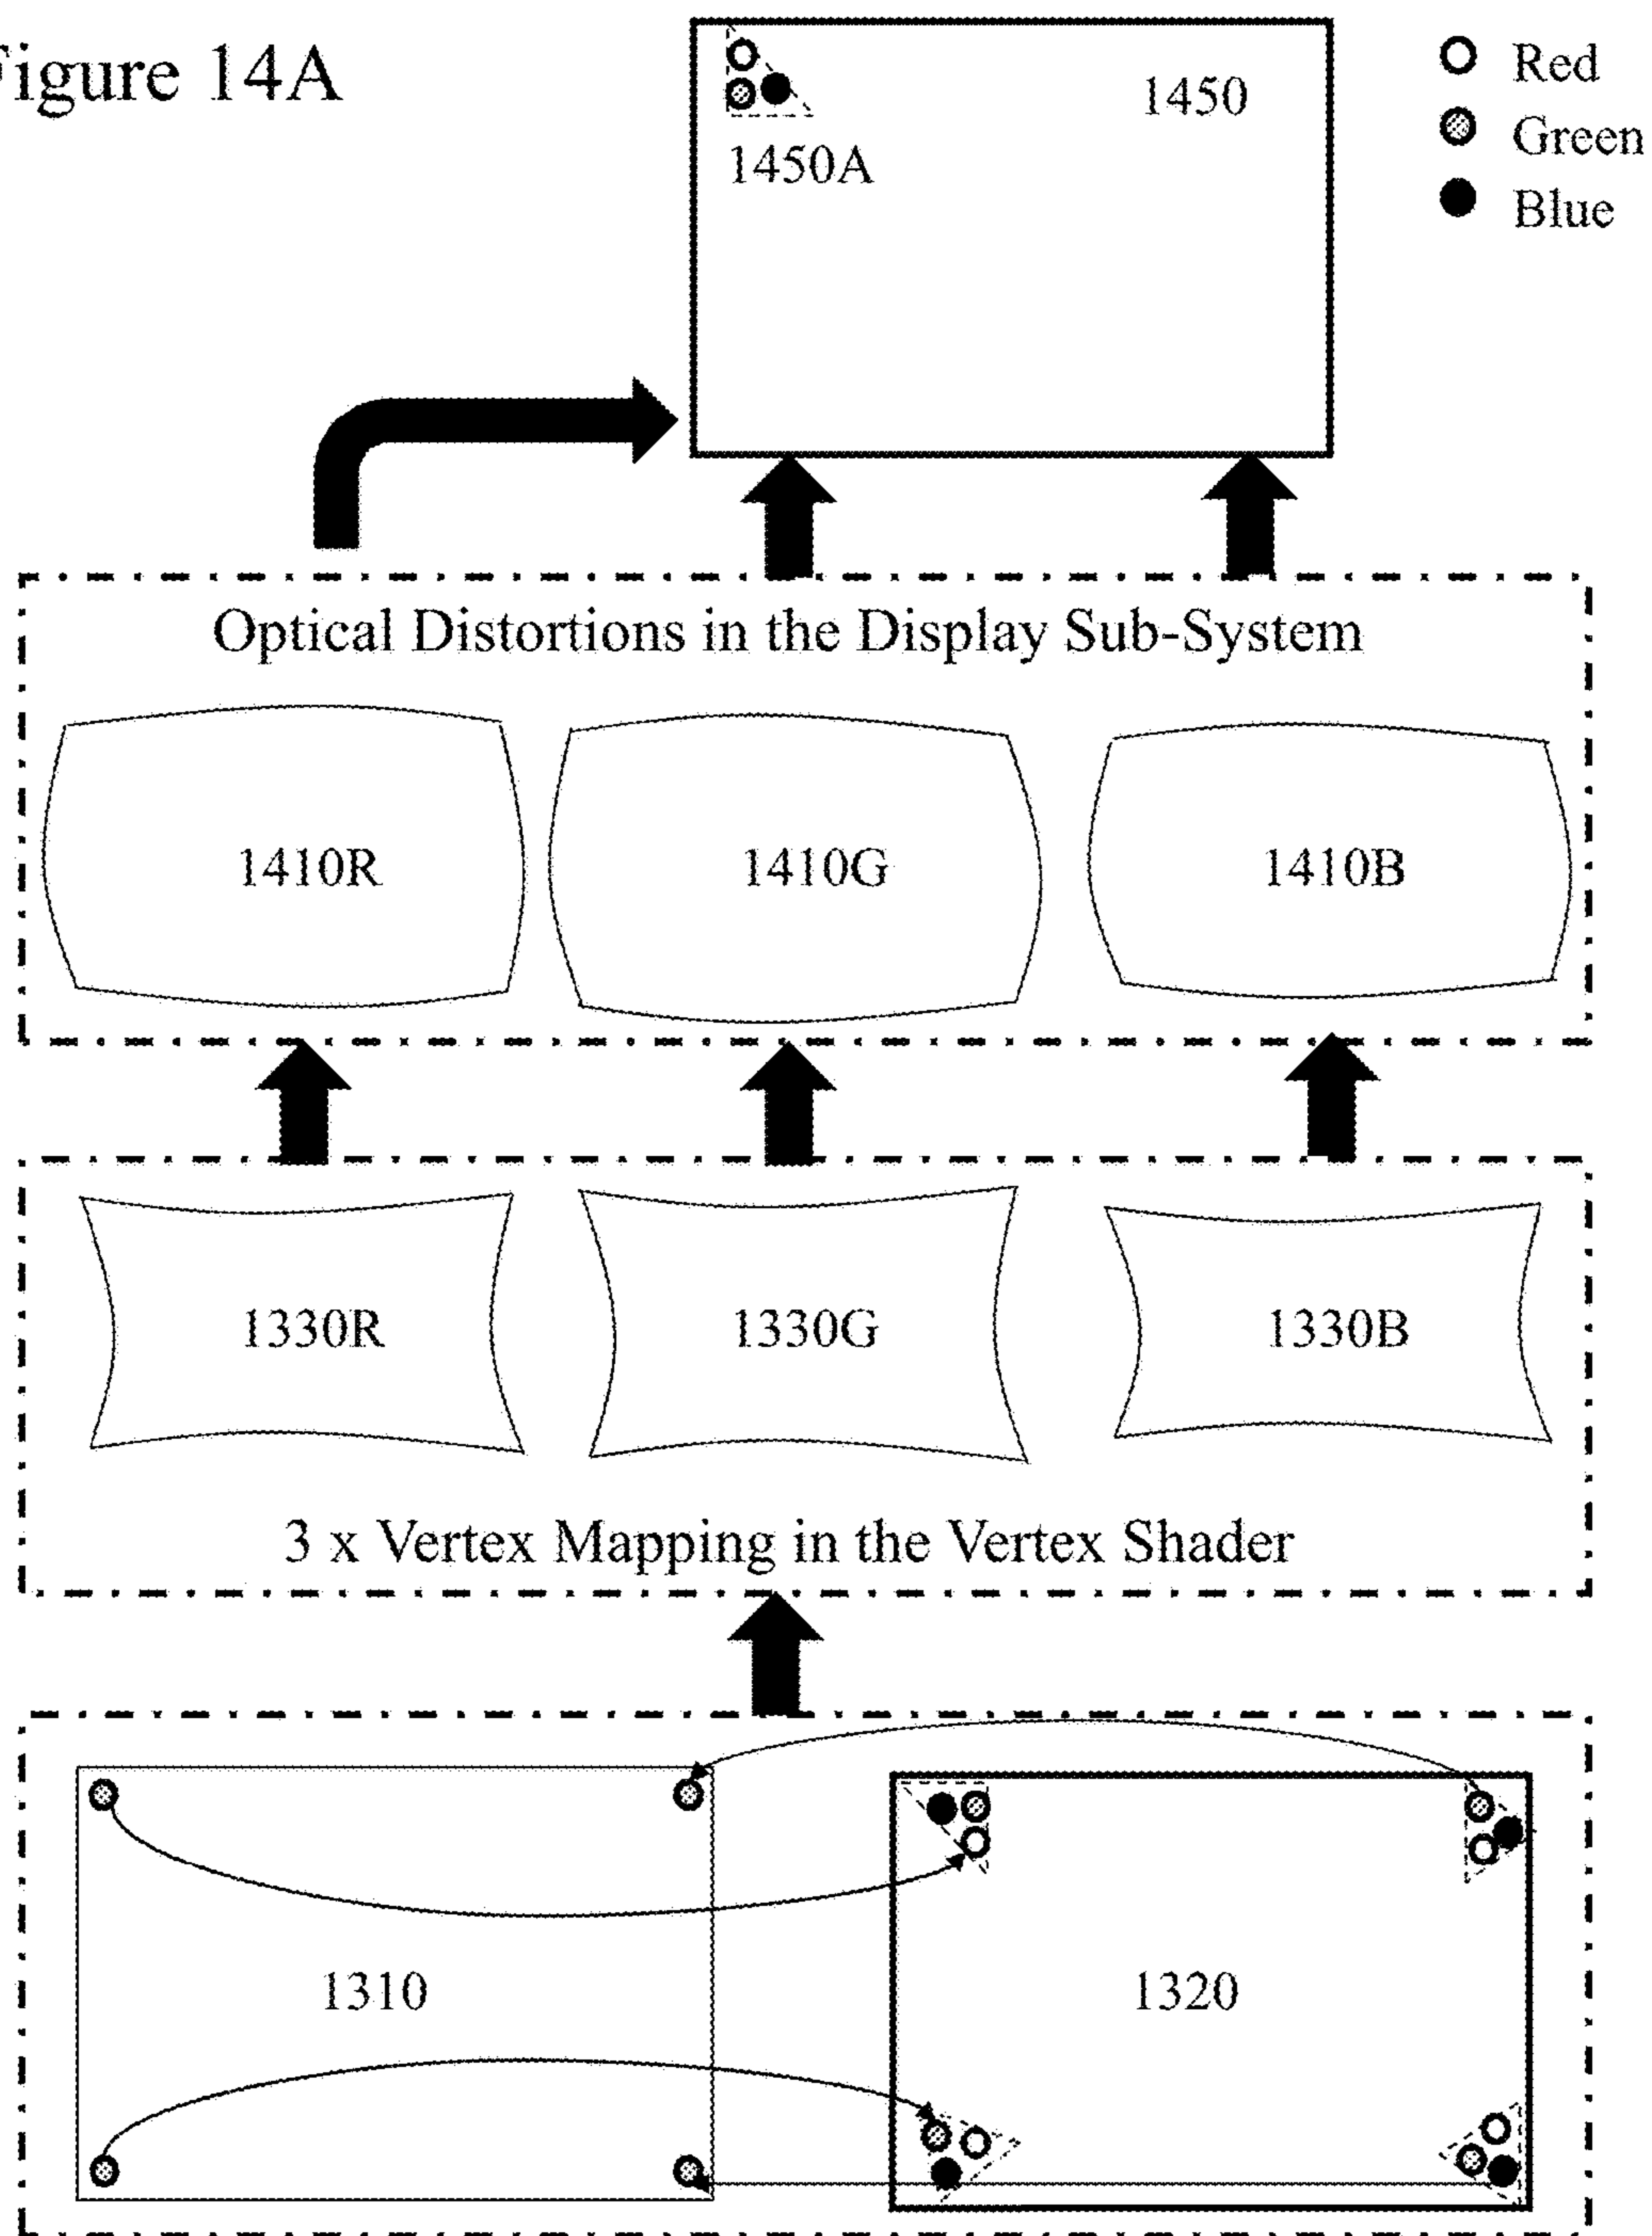 Figure 14A
1450
1450A
Red
Green
Blue
Optical Distortions in the Display Sub-System
1410R 1410G 1410B
1330R 1330G 1330B
3 x Vertex Mapping in the Vertex Shader
1310 1320